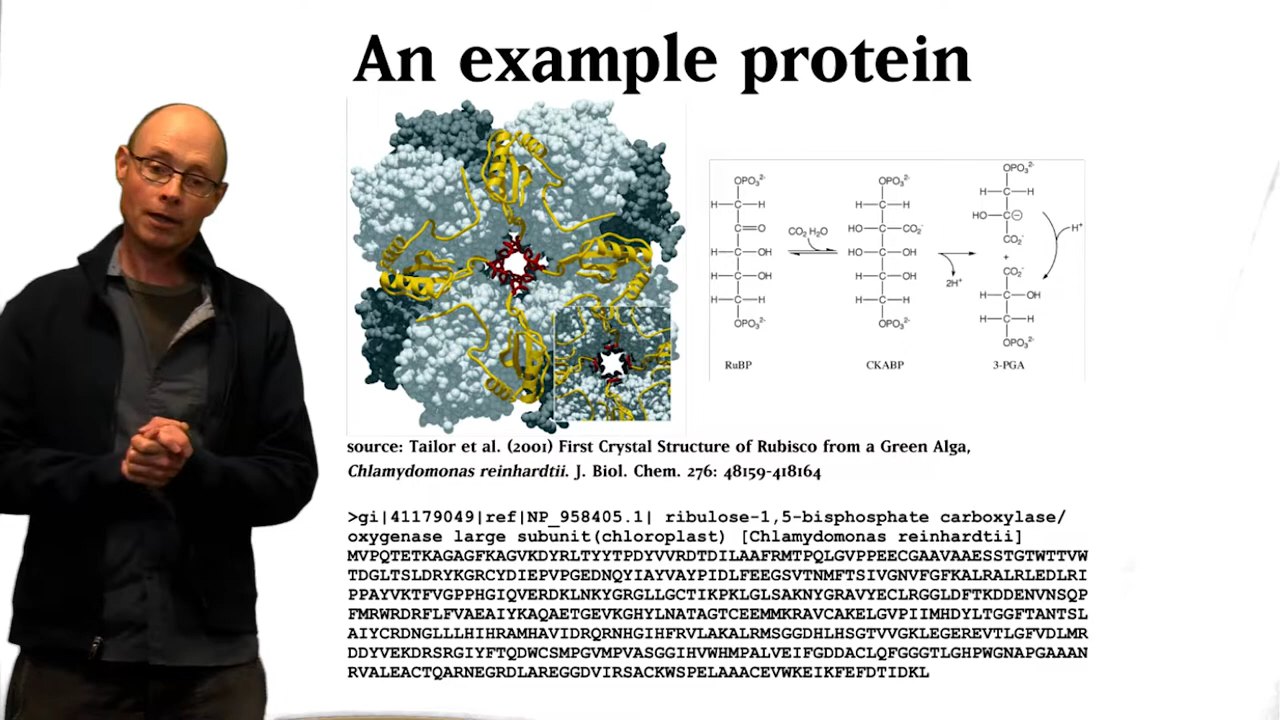 An example protein
OPO₃²⁻
H C H
C=O
H OH
H OH
H H
OPO₃²⁻
RuBP
CO₂ H₂O
OPO₃²⁻
H H
HO CO₂⁻
HO OH
H OH
H H
OPO₃²⁻
CKABP
2H⁺
OPO₃²⁻
H H
HO C⊖
CO₂⁻
+
CO₂⁻
H OH
H H
OPO₃²⁻
3-PGA
H⁺
source: Tailor et al. (2001) First Crystal Structure of Rubisco from a Green Alga,
Chlamydomonas reinhardtii. J. Biol. Chem. 276: 48159-418164
>gi|41179049|ref|NP_958405.1| ribulose-1,5-bisphosphate carboxylase/
oxygenase large subunit(chloroplast) [Chlamydomonas reinhardtii]
MVPQTETKAGAGFKAGVKDYRLTYYTPDYVVRDTDILAAFRMTPQLGVPPEECGAAVAAESSTGTWTTVW
TDGLTSLDRYKGRCYDIEPVPGEDNQYIAYVAYPIDLFEEGSVTNMFTSIVGNVFGFKALRALRLEDLRI
PPAYVKTFVGPPHGIQVERDKLNKYGRGLLGCTIKPKLGLSAKNYGRAVYECLRGGLDFTKDDENVNSQP
FMRWRDRFLFVAEAIYKAQAETGEVKGHYLNATAGTCEEMMKRAVCAKELGVPIIMHDYLTGGFTANTSL
AIYCRDNGLLLHIHRAMHAVIDRQRNHGIHFRVLAKALRMSGGDHLHSGTVVGKLEGEREVTLGFVDLMR
DDYVEKDRSRGIYFTQDWCSMPGVMPVASGGIHVWHMPALVEIFGDDACLQFGGGTLGHPWGNAPGAAAN
RVALEACTQARNEGRDLAREGGDVIRSACKWSPELAAACEVWKEIKFEFDTIDKL